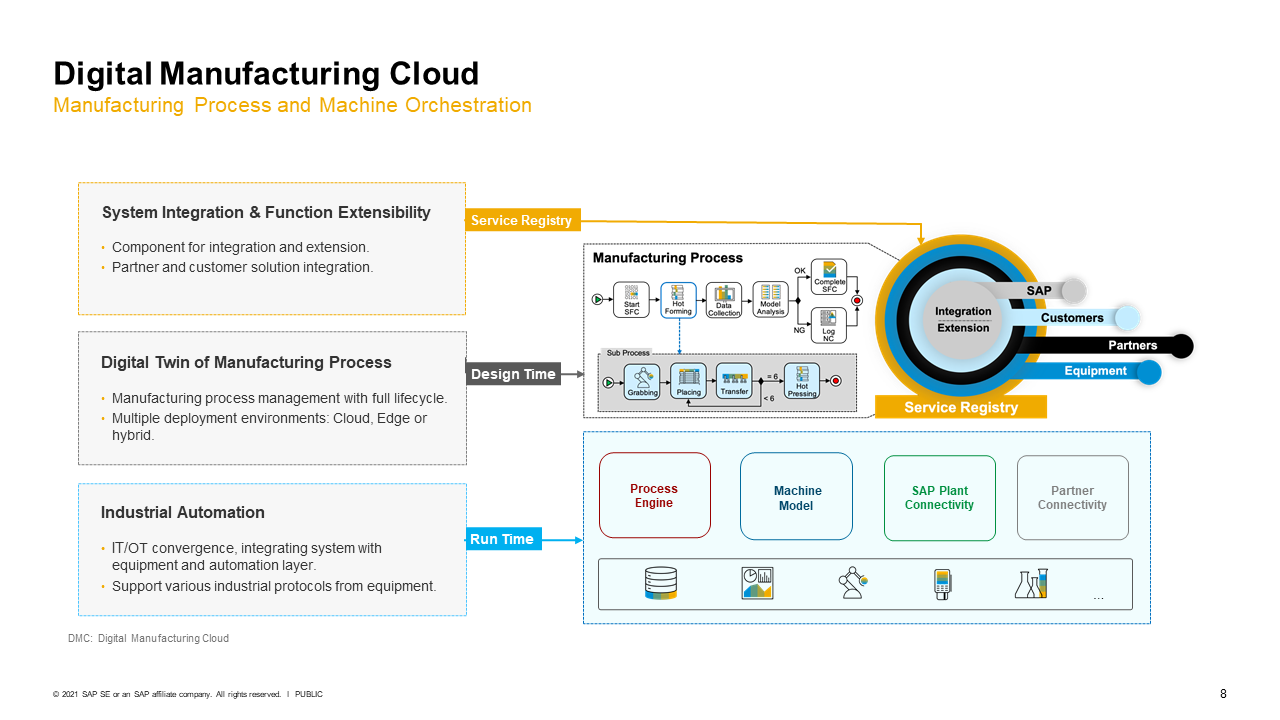 Digital Manufacturing Cloud
Manufacturing Process and Machine Orchestration
System Integration & Function Extensibility
• Component for integration and extension.
• Partner and customer solution integration.
Service Registry
Digital Twin of Manufacturing Process
• Manufacturing process management with full lifecycle.
• Multiple deployment environments: Cloud, Edge or
hybrid.
Design Time
Industrial Automation
• IT/OT convergence, integrating system with
equipment and automation layer.
• Support various industrial protocols from equipment.
Run Time
Manufacturing Process
Start
SFC
Hot
Forming
Data
Collection
Model
Analysis
OK
Complete
SFC
NG
Log
NC
Sub Process
Grabbing
Placing
Transfer
= 6
< 6
Hot
Pressing
Integration
Extension
SAP
Customers
Partners
Equipment
Service Registry
Process
Engine
Machine
Model
SAP Plant
Connectivity
Partner
Connectivity
...
DMC: Digital Manufacturing Cloud
© 2021 SAP SE or an SAP affiliate company. All rights reserved. I PUBLIC
8